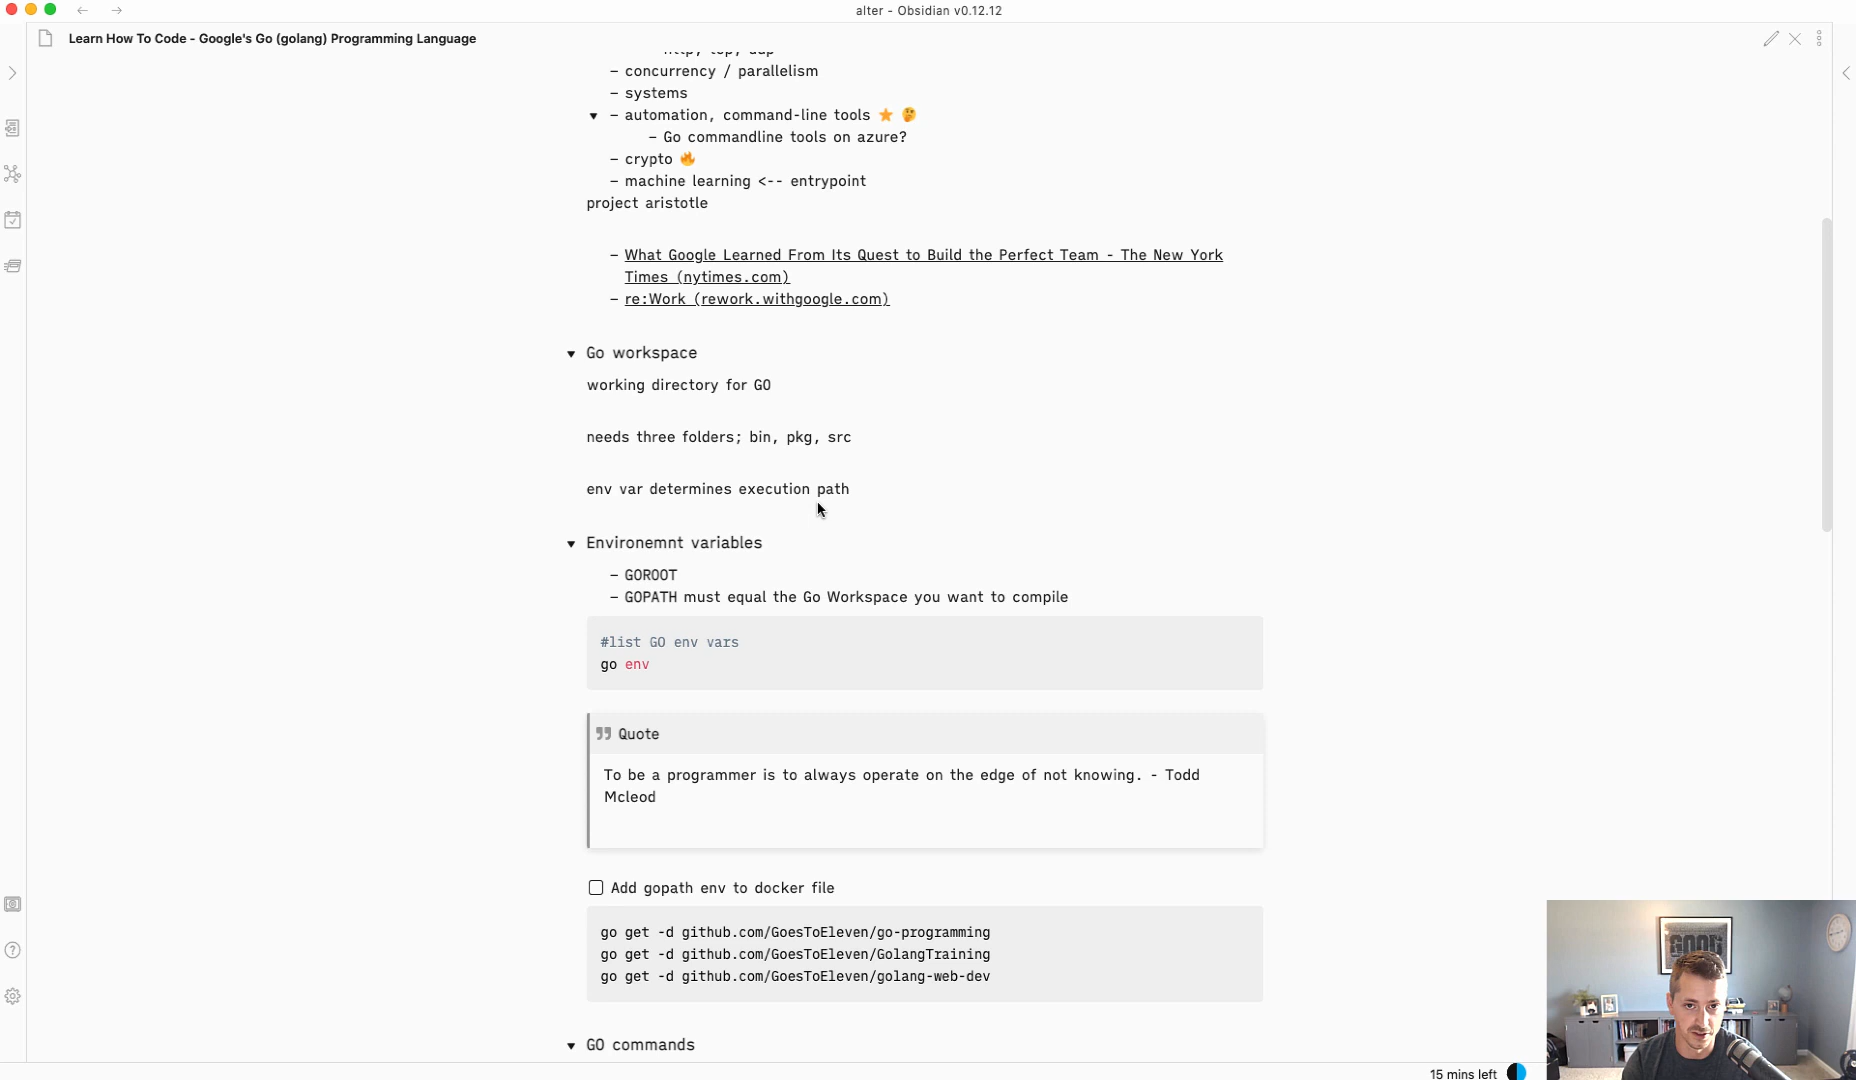 alter - Obsidian v0.12.12
Learn How To Code - Google's Go (golang) Programming Language
http, tcp, udp
- concurrency / parallelism
- systems
- automation, command-line tools ⭐ 🤔
- Go commandline tools on azure?
- crypto 🔥
- machine learning <-- entrypoint
project aristotle
- What Google Learned From Its Quest to Build the Perfect Team - The New York
Times (nytimes.com)
- re:Work (rework.withgoogle.com)
Go workspace
working directory for GO
needs three folders; bin, pkg, src
env var determines execution path
Environemnt variables
- GOROOT
- GOPATH must equal the Go Workspace you want to compile
#list GO env vars
go env
Quote
To be a programmer is to always operate on the edge of not knowing. - Todd
Mcleod
Add gopath env to docker file
go get -d github.com/GoesToEleven/go-programming
go get -d github.com/GoesToEleven/GolangTraining
go get -d github.com/GoesToEleven/golang-web-dev
GO commands
15 mins left